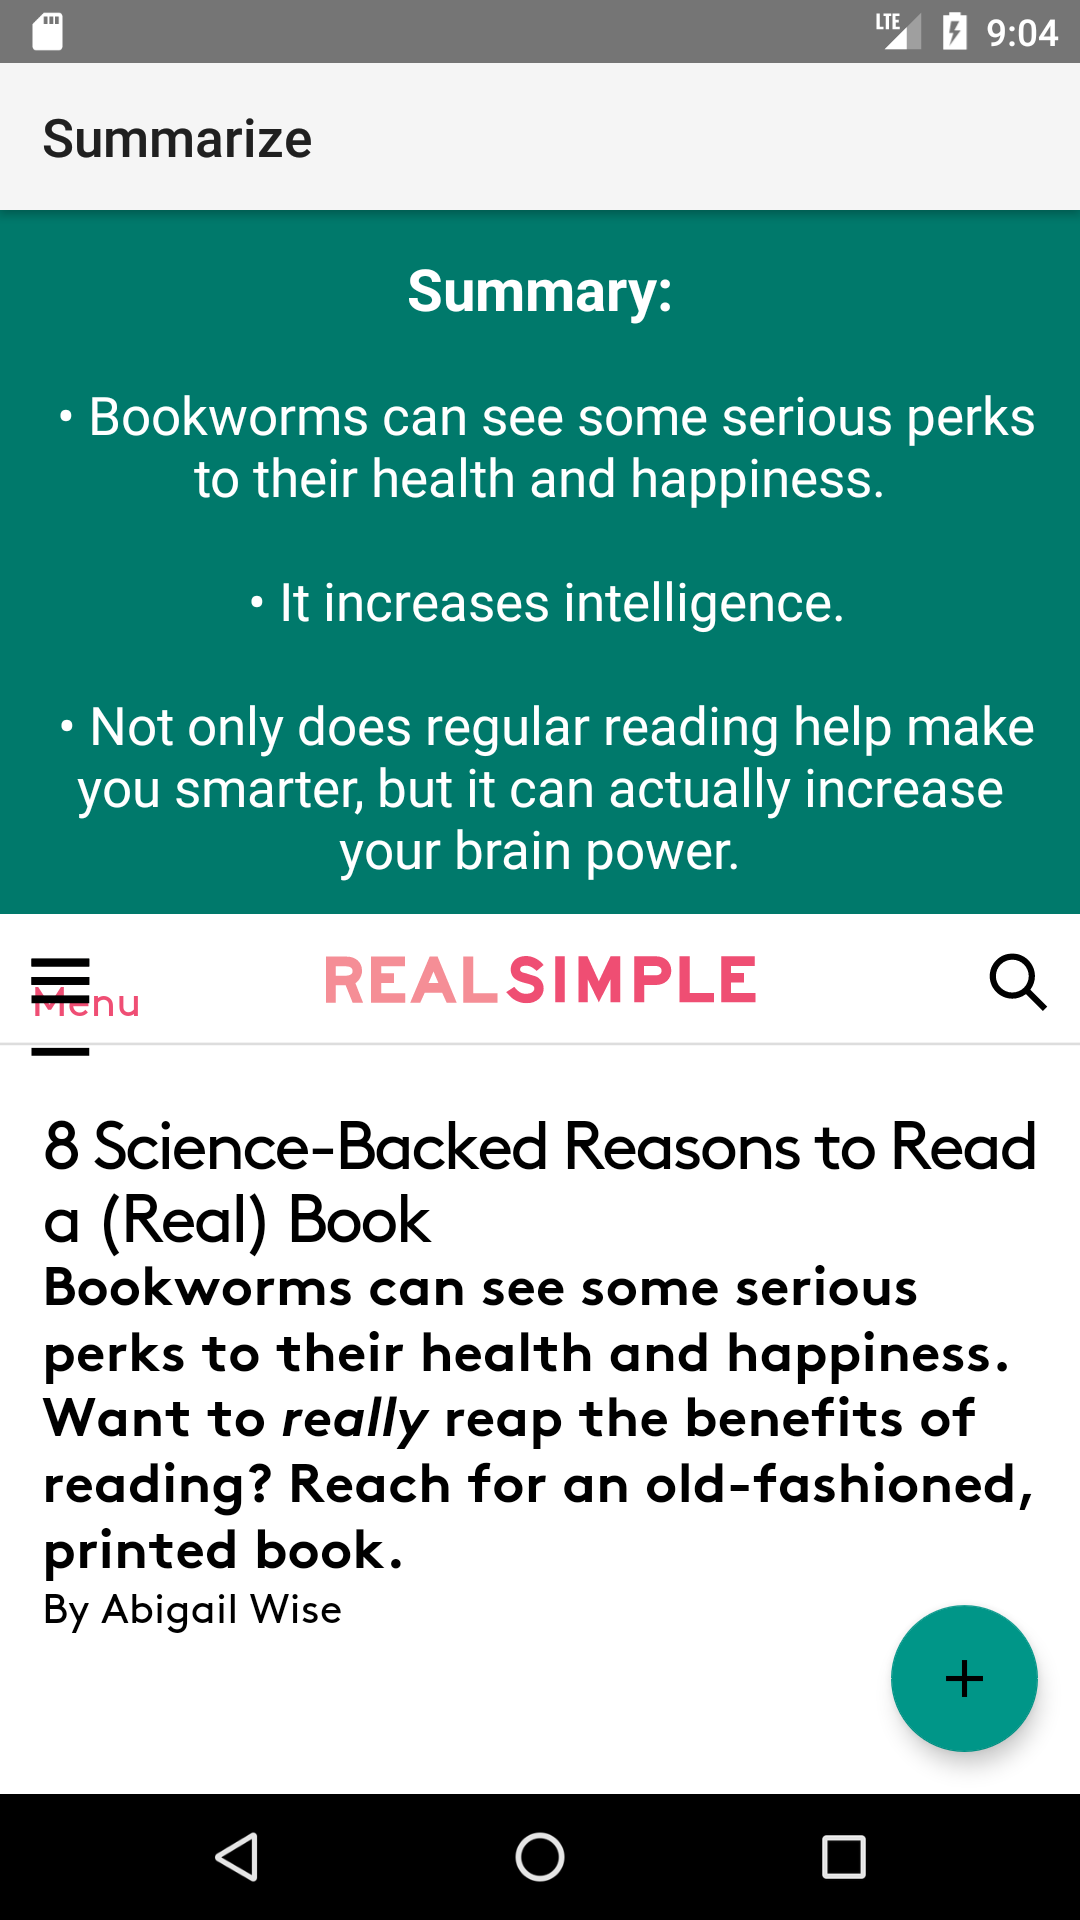 LTE 9:04
Summarize
Summary:
• Bookworms can see some serious perks
to their health and happiness.
• It increases intelligence.
• Not only does regular reading help make
you smarter, but it can actually increase
your brain power.
Menu REALSIMPLE
8 Science-Backed Reasons to Read
a (Real) Book
Bookworms can see some serious
perks to their health and happiness.
Want to really reap the benefits of
reading? Reach for an old-fashioned,
printed book.
By Abigail Wise